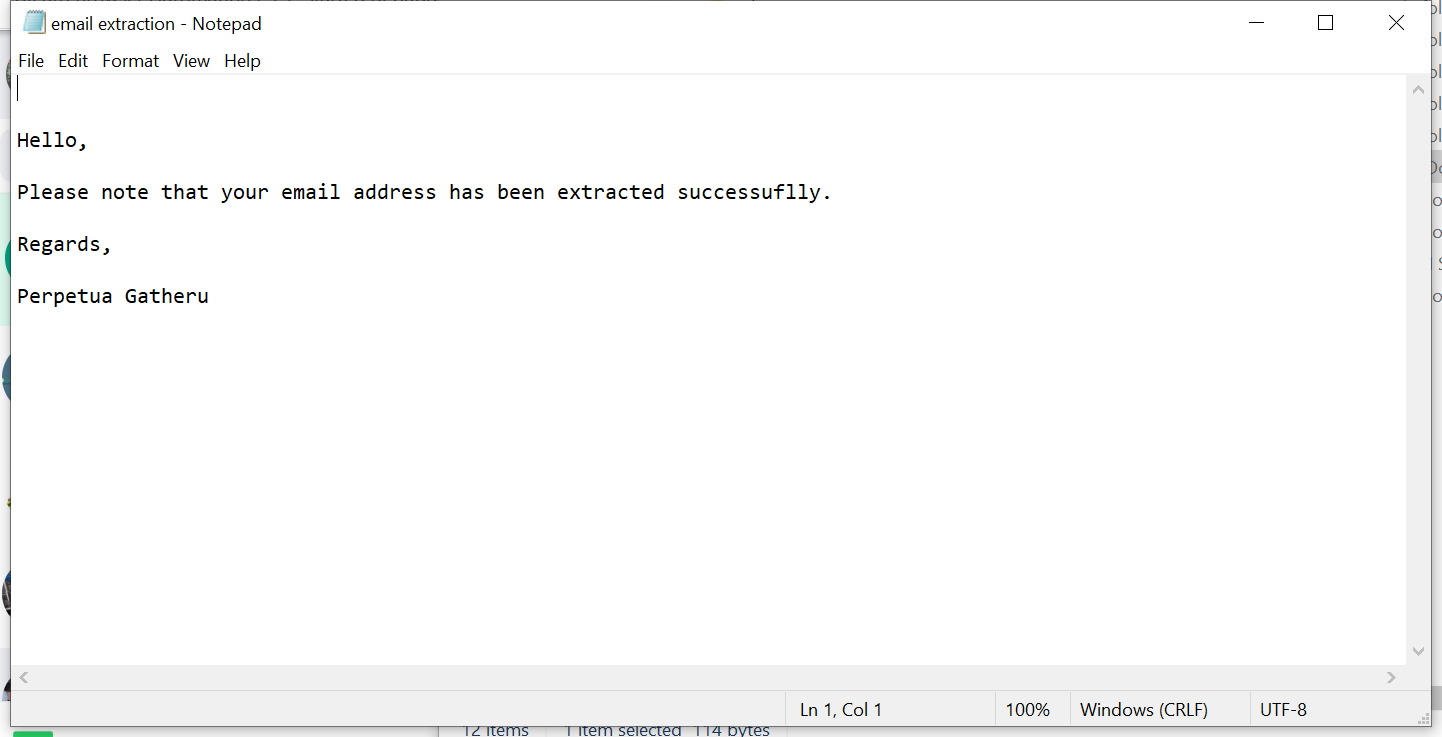 email extraction - Notepad
File Edit Format View Help
Hello,
Please note that your email address has been extracted successuflly.
Regards,
Perpetua Gatheru
Ln 1, Col 1
100%
Windows (CRLF)
UTF-8
12 items 1 item selected 114 bytes